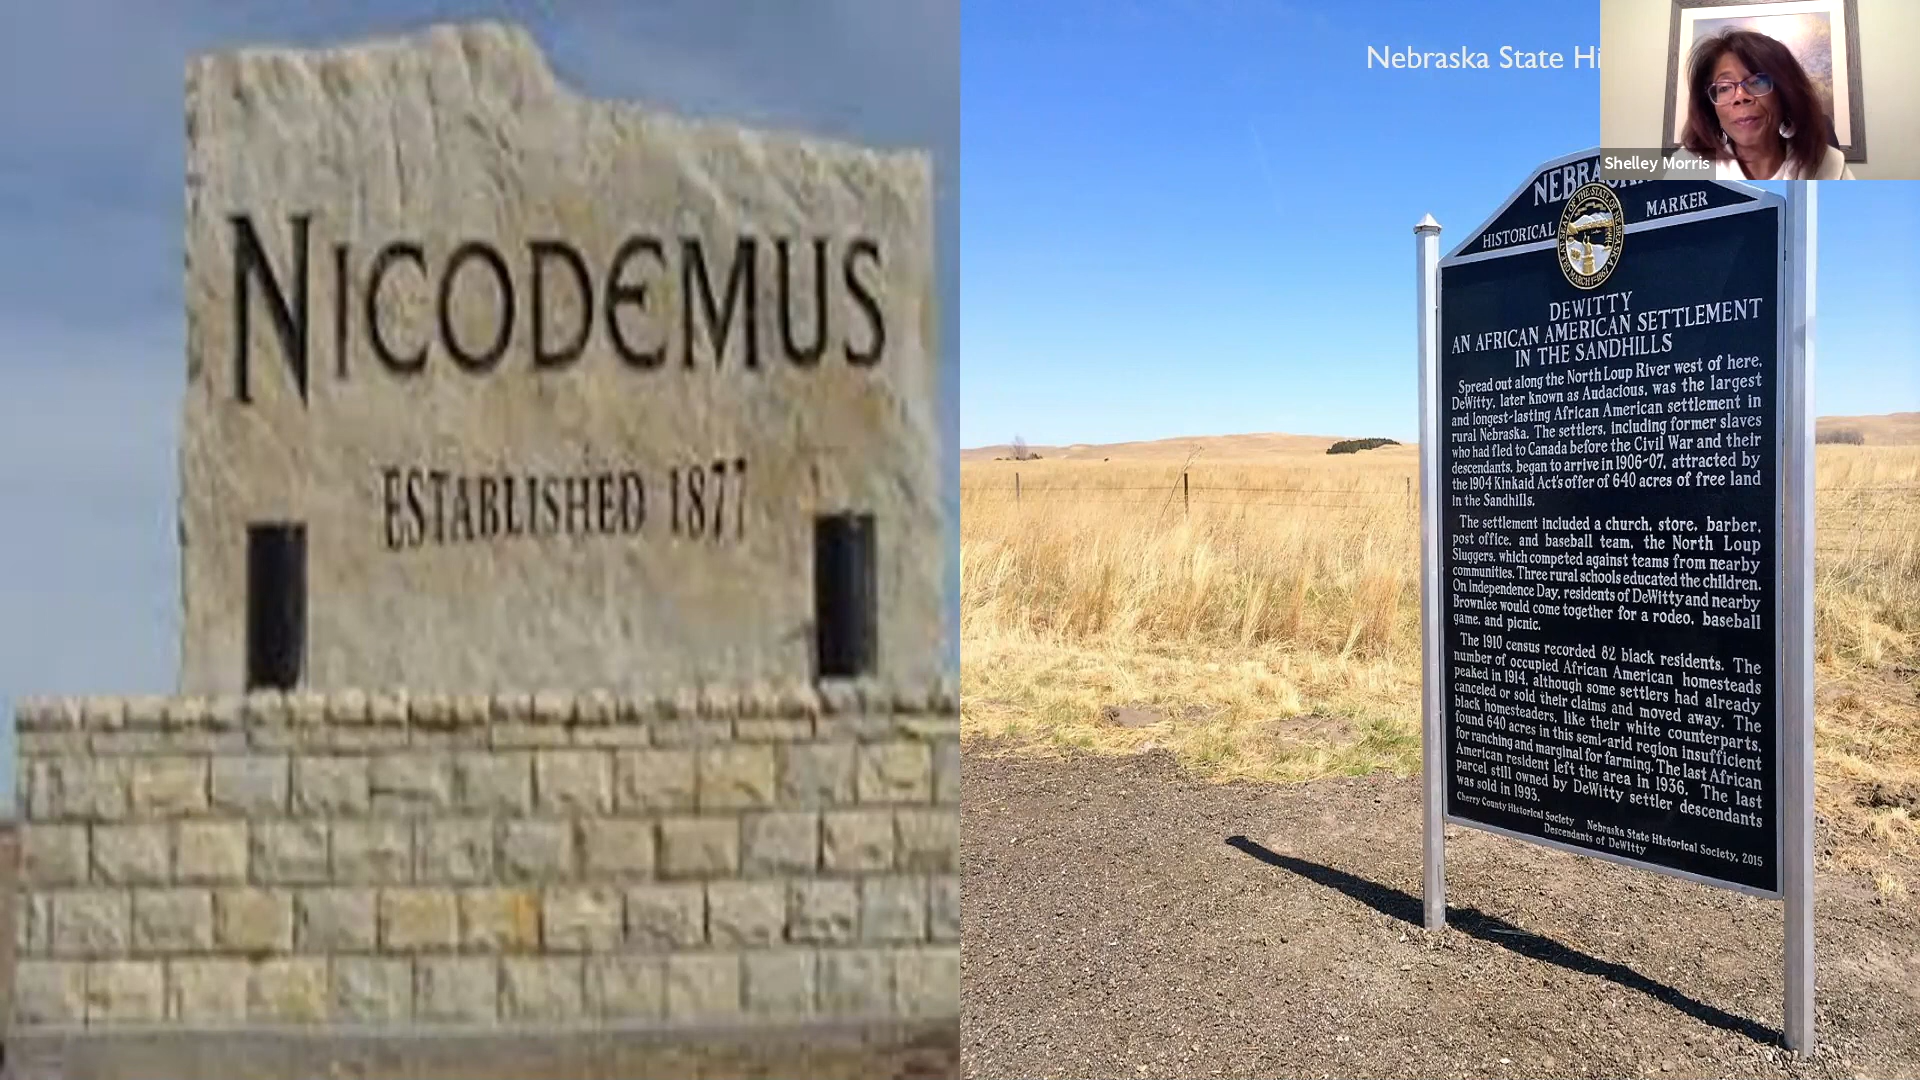 NICODEMUS
ESTABLISHED 1877
Nebraska State Hi
Shelley Morris
NEBRASKA
HISTORICAL MARKER
GREAT SEAL OF THE STATE OF NEBRASKA
MARCH 1ST 1867
DEWITTY
AN AFRICAN AMERICAN SETTLEMENT
IN THE SANDHILLS
Spread out along the North Loup River west of here,
DeWitty, later known as Audacious, was the largest
and longest-lasting African American settlement in
rural Nebraska. The settlers, including former slaves
who had fled to Canada before the Civil War and their
descendants, began to arrive in 1906-07, attracted by
the 1904 Kinkaid Act's offer of 640 acres of free land
in the Sandhills.
The settlement included a church, store, barber,
post office, and baseball team, the North Loup
Sluggers, which competed against teams from nearby
communities. Three rural schools educated the children.
On Independence Day, residents of DeWitty and nearby
Brownlee would come together for a rodeo, baseball
game, and picnic.
The 1910 census recorded 82 black residents. The
number of occupied African American homesteads
peaked in 1914, although some settlers had already
canceled or sold their claims and moved away. The
black homesteaders, like their white counterparts,
found 640 acres in this semi-arid region insufficient
for ranching and marginal for farming. The last African
American resident left the area in 1936. The last
parcel still owned by DeWitty settler descendants
was sold in 1993.
Cherry County Historical Society Nebraska State Historical Society, 2015
Descendants of DeWitty